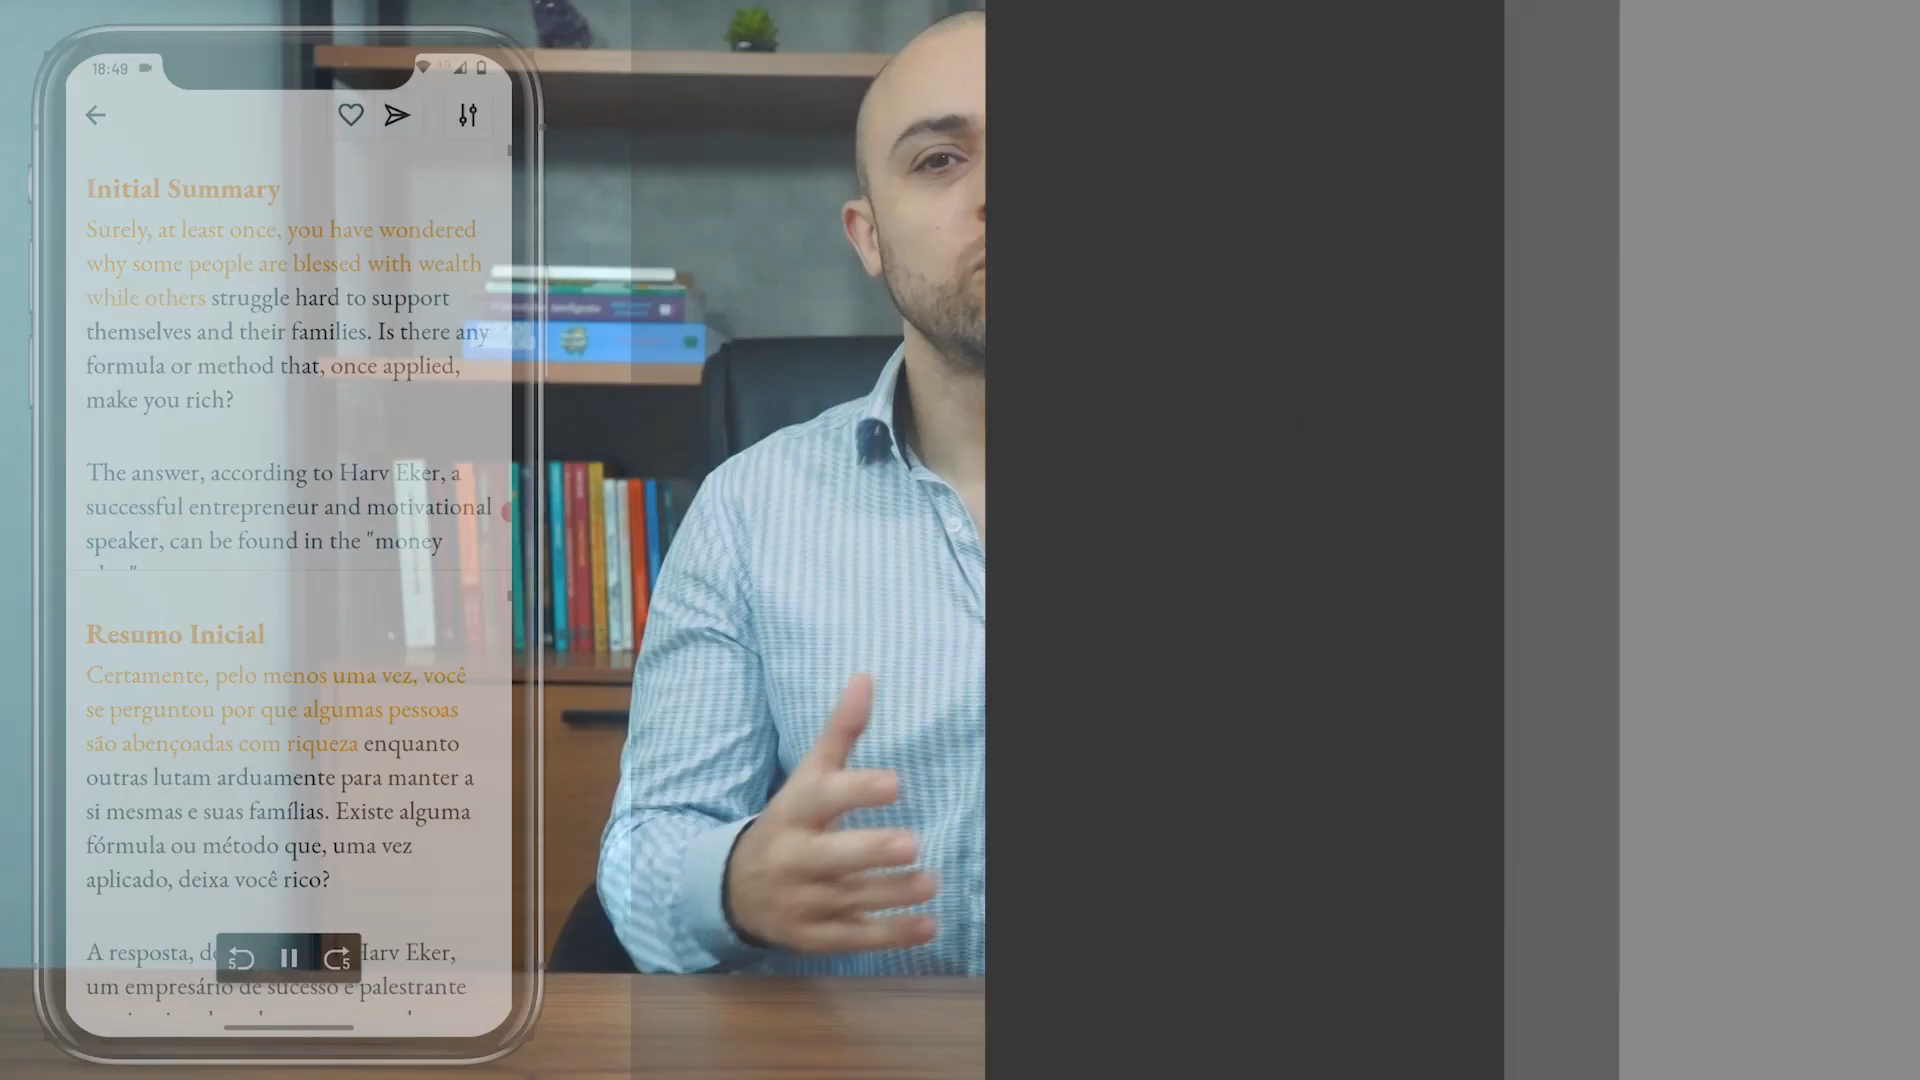 18:49
4G
Initial Summary
Surely, at least once, you have wondered
why some people are blessed with wealth
while others struggle hard to support
themselves and their families. Is there any
formula or method that, once applied,
make you rich?
The answer, according to Harv Eker, a
successful entrepreneur and motivational
speaker, can be found in the "money
Resumo Inicial
Certamente, pelo menos uma vez, você
se perguntou por que algumas pessoas
são abençoadas com riqueza enquanto
outras lutam arduamente para manter a
si mesmas e suas famílias. Existe alguma
fórmula ou método que, uma vez
aplicado, deixa você rico?
A resposta, Harv Eker,
5 5
um empresário de sucesso e palestrante